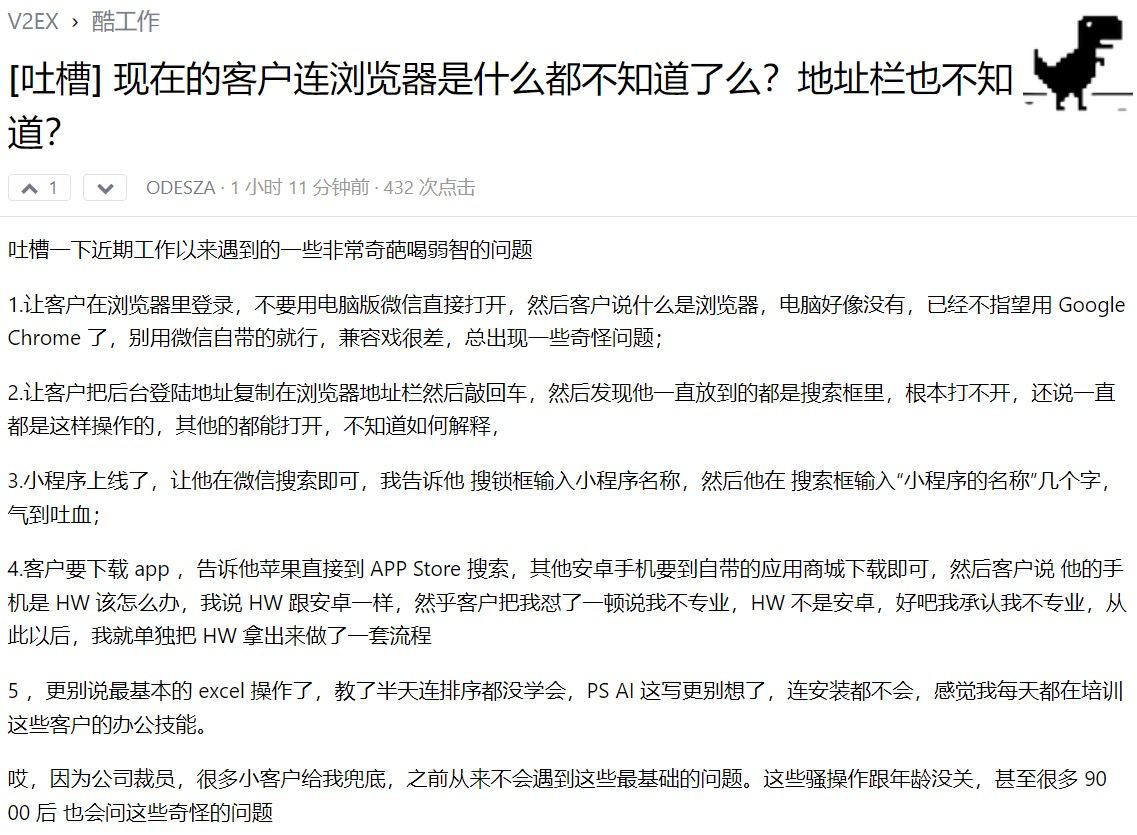 V2EX › 酷工作
[吐槽] 现在的客户连浏览器是什么都不知道了么？地址栏也不知
道？
1 ODESZA · 1 小时 11 分钟前 · 432 次点击
吐槽一下近期工作以来遇到的一些非常奇葩喝弱智的问题
1.让客户在浏览器里登录，不要用电脑版微信直接打开，然后客户说什么是浏览器，电脑好像没有，已经不指望用 Google
Chrome 了，别用微信自带的就行，兼容戏很差，总出现一些奇怪问题；
2.让客户把后台登陆地址复制在浏览器地址栏然后敲回车，然后发现他一直放到的都是搜索框里，根本打不开，还说一直
都是这样操作的，其他的都能打开，不知道如何解释，
3.小程序上线了，让他在微信搜索即可，我告诉他 搜锁框输入小程序名称，然后他在 搜索框输入“小程序的名称”几个字，
气到吐血；
4.客户要下载 app ，告诉他苹果直接到 APP Store 搜索，其他安卓手机要到自带的应用商城下载即可，然后客户说 他的手
机是 HW 该怎么办，我说 HW 跟安卓一样，然乎客户把我怼了一顿说我不专业，HW 不是安卓，好吧我承认我不专业，从
此以后，我就单独把 HW 拿出来做了一套流程
5 ，更别说最基本的 excel 操作了，教了半天连排序都没学会，PS AI 这写更别想了，连安装都不会，感觉我每天都在培训
这些客户的办公技能。
哎，因为公司裁员，很多小客户给我兜底，之前从来不会遇到这些最基础的问题。这些骚操作跟年龄没关，甚至很多 90
00 后 也会问这些奇怪的问题